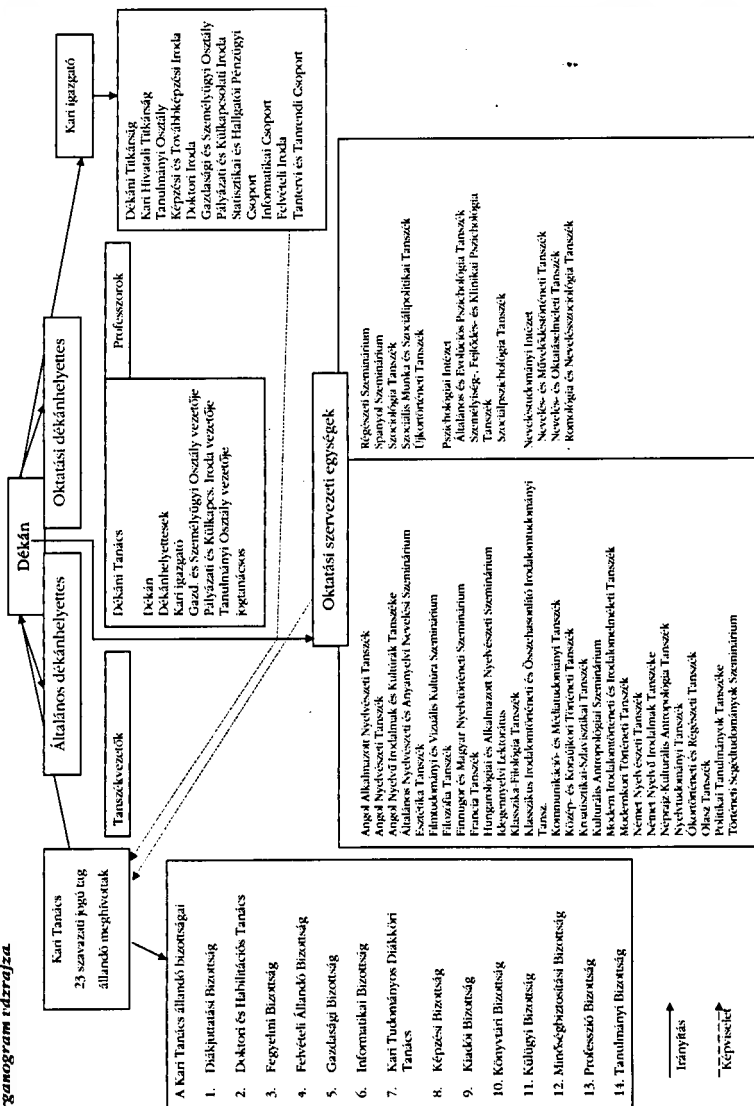 rganogram vázrajza
Dékán
Általános dékánhelyettes
Oktatási dékánhelyettes
Kari igazgató
Kari Tanács
23 szavazati jogú tag
állandó meghívottak
Tanszékvezetők
Dékáni Tanács
Dékán
Dékánhelyettesek
Kari igazgató
Gazd. és Személyügyi Osztály vezetője
Pályázati és Külkapcs. Iroda vezetője
Tanulmányi Osztály vezetője
jogtanácsos
Professzorok
Dékáni Titkárság
Kari Hivatali Titkárság
Tanulmányi Osztály
Képzési és Továbbképzési Iroda
Doktori Iroda
Gazdasági és Személyügyi Osztály
Pályázati és Külkapcsolati Iroda
Statisztikai és Hallgatói Pénzügyi
Csoport
Informatikai Csoport
Felvételi Iroda
Tantervi és Tanrendi Csoport
A Kari Tanács állandó bizottságai
1. Diákjuttatási Bizottság
2. Doktori és Habilitációs Tanács
3. Fegyelmi Bizottság
4. Felvételi Állandó Bizottság
5. Gazdasági Bizottság
6. Informatikai Bizottság
7. Kari Tudományos Diákköri
Tanács
8. Képzési Bizottság
9. Kiadói Bizottság
10. Könyvtári Bizottság
11. Külügyi Bizottság
12. Minőségbiztosítási Bizottság
13. Professzió Bizottság
14. Tanulmányi Bizottság
Oktatási szervezeti egységek
Angol Alkalmazott Nyelvészeti Tanszék
Angol Nyelvészeti Tanszék
Angol Nyelvű Irodalmak és Kultúrák Tanszéke
Általános Nyelvészeti és Anyanyelvi Nevelési Szeminárium
Esztétika Tanszék
Filmtudományi és Vizuális Kultúra Szeminárium
Filozófia Tanszék
Finnugor és Magyar Nyelvtörténeti Szeminárium
Francia Tanszék
Hungarológiai és Alkalmazott Nyelvészeti Szeminárium
Idegennyelvi Lektorátus
Klasszika-Filológia Tanszék
Klasszikus Irodalomtörténeti és Összehasonlító Irodalomtudományi
Tansz.
Kommunikáció- és Médiatudományi Tanszék
Közép- és Koraújkori Történeti Tanszék
Kroatisztikai-Szlavisztikai Tanszék
Kulturális Antropológiai Szeminárium
Modern Irodalomtörténeti és Irodalomelméleti Tanszék
Modernkori Történeti Tanszék
Német Nyelvészeti Tanszék
Német Nyelvű Irodalmak Tanszéke
Néprajz-Kulturális Antropológia Tanszék
Nyelvtudományi Tanszék
Ókortörténeti és Régészeti Tanszék
Olasz Tanszék
Politikai Tanulmányok Tanszéke
Történeti Segédtudományok Szeminárium
Régészeti Szeminárium
Spanyol Szeminárium
Szociológia Tanszék
Szociális Munka és Szociálpolitikai Tanszék
Újkortörténeti Tanszék
Pszichológiai Intézet
Általános és Evolúciós Pszichológia Tanszék
Személyiség-, Fejlődés- és Klinikai Pszichológia
Tanszék
Szociálpszichológia Tanszék
Neveléstudományi Intézet
Nevelés- és Művelődéstörténeti Tanszék
Nevelés- és Oktatáselméleti Tanszék
Romológia és Nevelésszociológia Tanszék
Irányítás
Képviselet